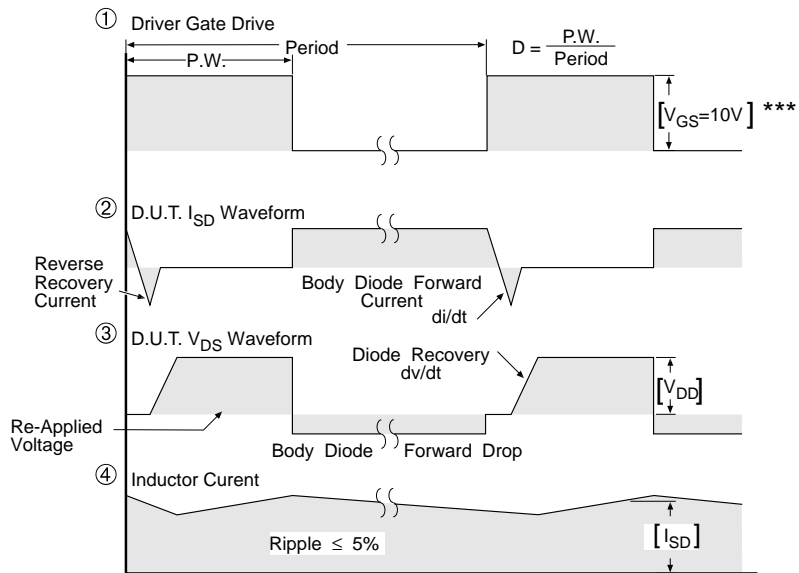 ① Driver Gate Drive
Period
P.W.
D = P.W.
Period
[VGS=10V] ***
② D.U.T. ISD Waveform
Reverse
Recovery
Current
Body Diode Forward
Current
di/dt
③ D.U.T. VDS Waveform
Diode Recovery
dv/dt
[VDD]
Re-Applied
Voltage
Body Diode Forward Drop
④ Inductor Curent
[ISD]
Ripple ≤ 5%